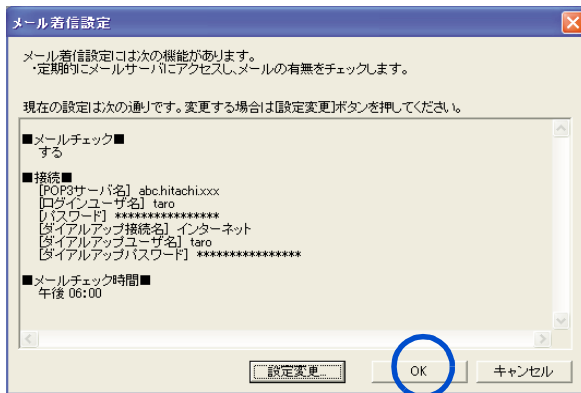 メール着信設定
メール着信設定には次の機能があります。
・定期的にメールサーバにアクセスし、メールの有無をチェックします。
現在の設定は次の通りです。変更する場合は[設定変更]ボタンを押してください。
■メールチェック■
する
■接続■
[POP3サーバ名] abc.hitachi.xxx
[ログインユーザ名] taro
[パスワード] ****************
[ダイアルアップ接続名] インターネット
[ダイアルアップユーザ名] taro
[ダイアルアップパスワード] ****************
■メールチェック時間■
午後 06:00
設定変更... OK キャンセル